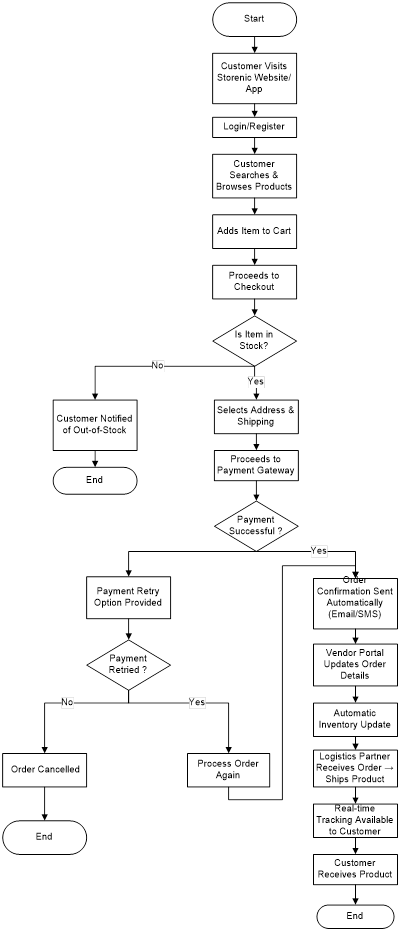 Start
Customer Visits
Storenic Website/
App
Login/Register
Customer
Searches &
Browses Products
Adds Item to Cart
Proceeds to
Checkout
Is Item in
Stock?
No
Yes
Customer Notified
of Out-of-Stock
End
Selects Address &
Shipping
Proceeds to
Payment Gateway
Payment
Successful ?
Yes
Payment Retry
Option Provided
Payment
Retried ?
No
Yes
Order Cancelled
End
Process Order
Again
Order
Confirmation Sent
Automatically
(Email/SMS)
Vendor Portal
Updates Order
Details
Automatic
Inventory Update
Logistics Partner
Receives Order →
Ships Product
Real-time
Tracking Available
to Customer
Customer
Receives Product
End